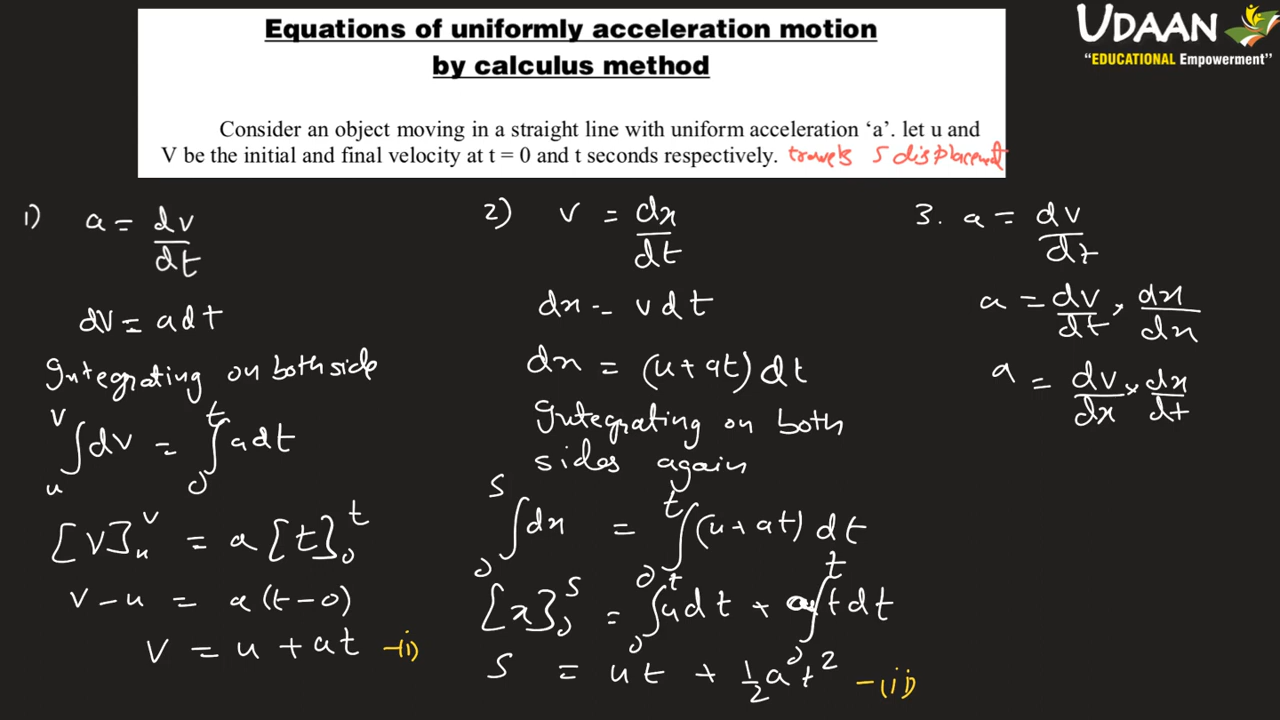 Equations of uniformly acceleration motion
by calculus method
UDAAN
“EDUCATIONAL Empowerment”
Consider an object moving in a straight line with uniform acceleration ‘a’. let u and
V be the initial and final velocity at t = 0 and t seconds respectively. travels s displacement
1) a = dv/dt
dv = a dt
Integrating on both side
∫_u^v dv = ∫_0^t a dt
[v]_u^v = a [t]_0^t
v - u = a (t - 0)
v = u + at -(i)
2) v = dx/dt
dx = v dt
dx = (u + at) dt
Integrating on both
sides again
∫_0^s dx = ∫_0^t (u + at) dt
[x]_0^s = ∫_0^t u dt + a∫_0^t t dt
s = ut + 1/2 a t^2 -(ii)
3. a = dv/dt
a = dv/dt × dx/dx
a = dv/dx × dx/dt